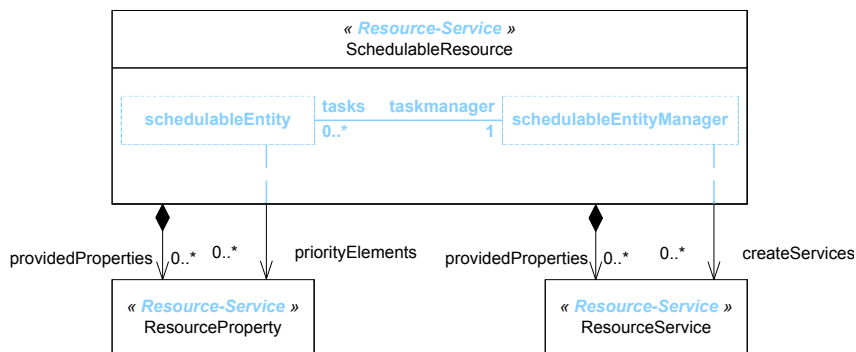 « Resource-Service »
SchedulableResource
tasks taskmanager
schedulableEntity schedulableEntityManager
0..* 1
providedProperties 0..* 0..* priorityElements providedProperties 0..* 0..* createServices
« Resource-Service » « Resource-Service »
ResourceProperty ResourceService